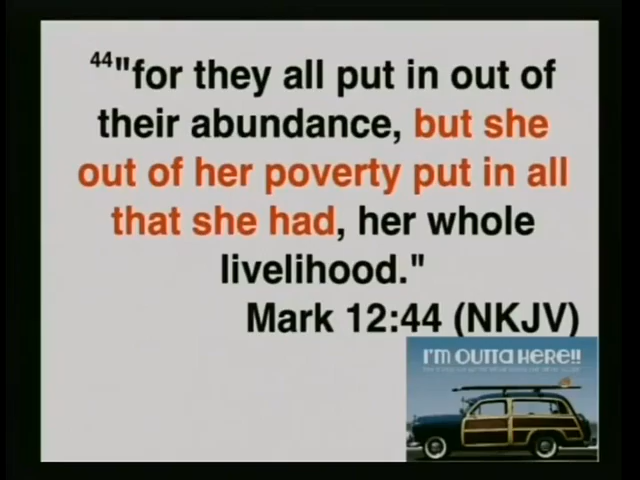 44"for they all put in out of
their abundance, but she
out of her poverty put in all
that she had, her whole
livelihood."
Mark 12:44 (NKJV)
I'M OUTTA HERE!!